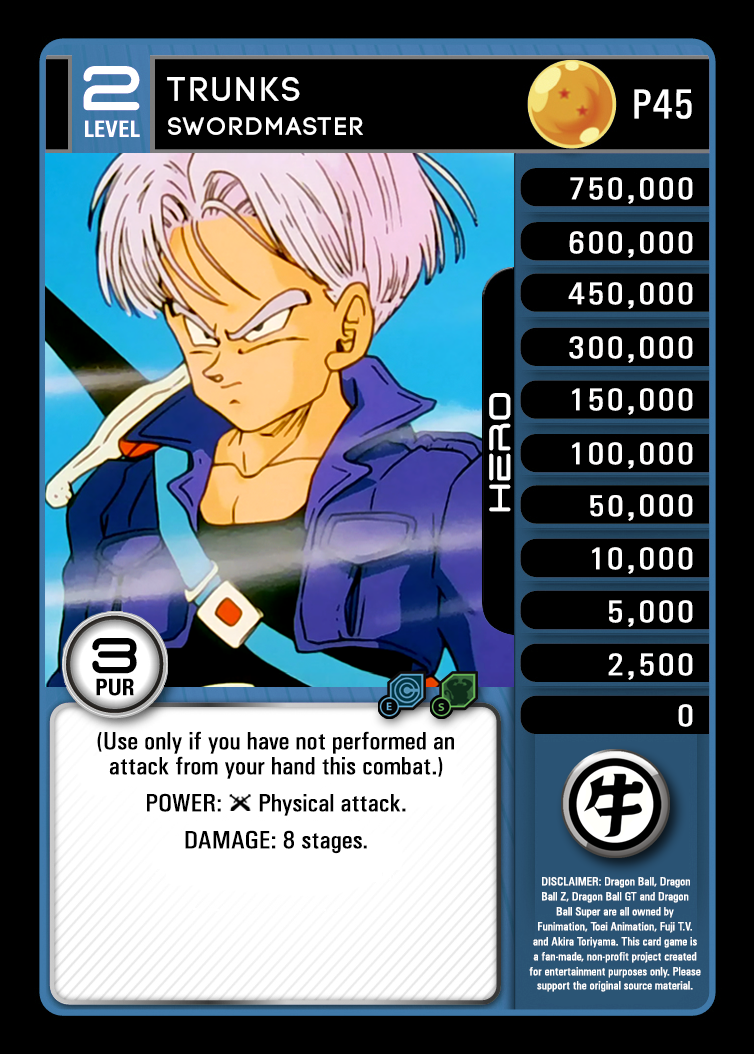 2
LEVEL
TRUNKS
SWORDMASTER
P45
750,000
600,000
450,000
300,000
150,000
100,000
50,000
10,000
5,000
2,500
0
HERO
3
PUR
E
S
(Use only if you have not performed an
attack from your hand this combat.)
POWER: Physical attack.
DAMAGE: 8 stages.
牛
DISCLAIMER: Dragon Ball, Dragon
Ball Z, Dragon Ball GT and Dragon
Ball Super are all owned by
Funimation, Toei Animation, Fuji T.V.
and Akira Toriyama. This card game is
a fan-made, non-profit project created
for entertainment purposes only. Please
support the original source material.